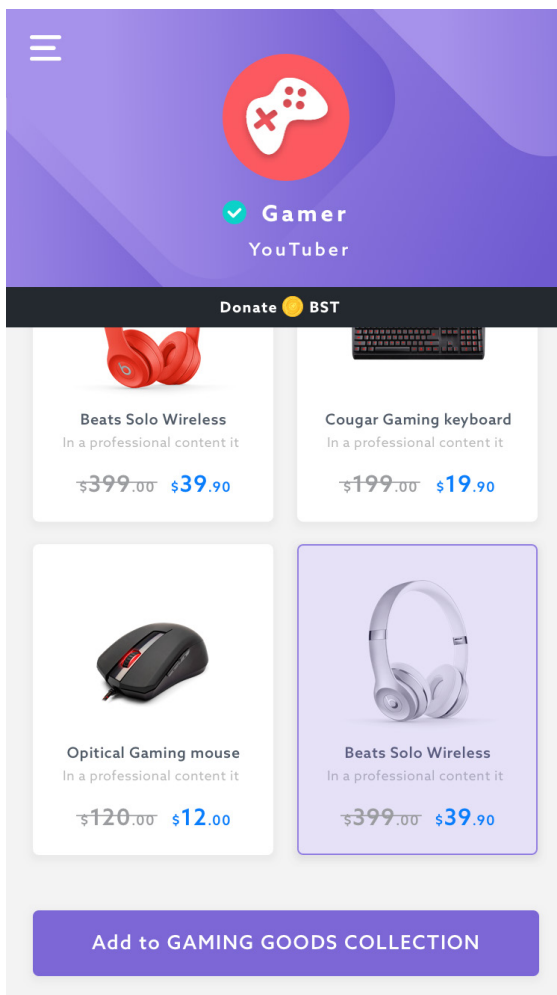 Gamer
YouTuber
Donate BST
Beats Solo Wireless
In a professional content it
$399.00 $39.90
Cougar Gaming keyboard
In a professional content it
$199.00 $19.90
Opitical Gaming mouse
In a professional content it
$120.00 $12.00
Beats Solo Wireless
In a professional content it
$399.00 $39.90
Add to GAMING GOODS COLLECTION